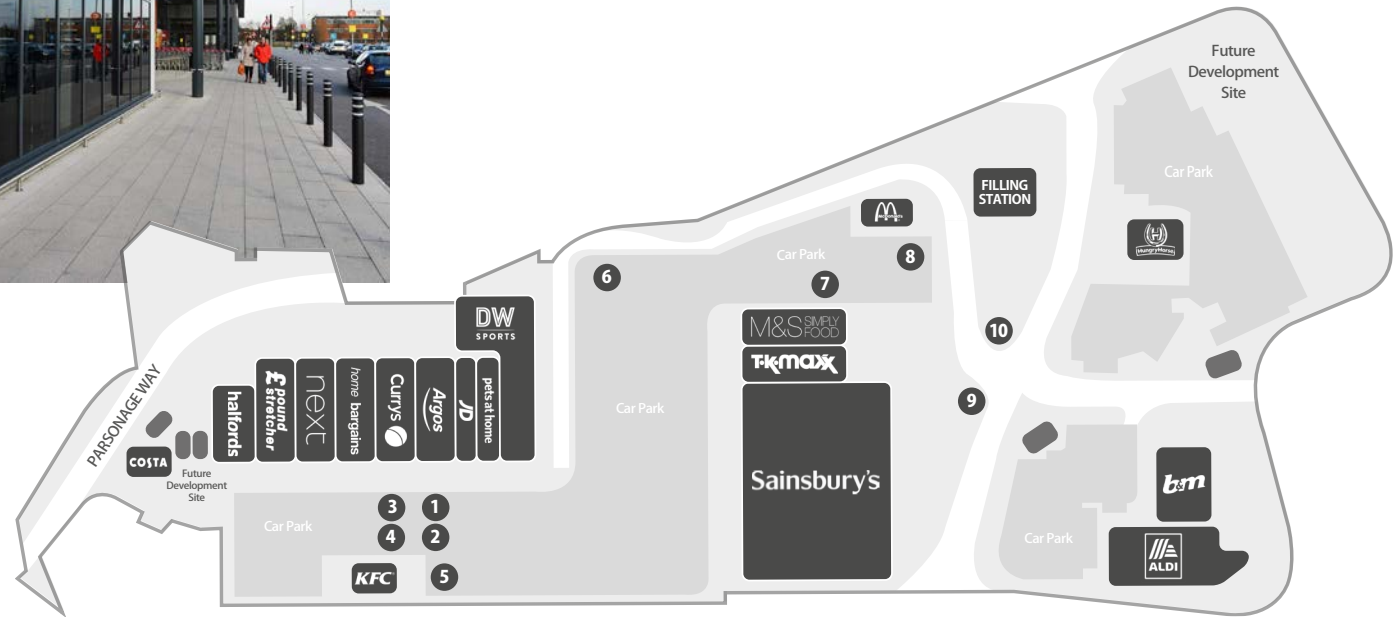 Future
Development
Site
Car Park
FILLING
STATION
McDonald's
HungryHorse
Car Park
6
8
7
10
M&S SIMPLY
FOOD
T·K·maxx
9
Car Park
Sainsbury's
DW
SPORTS
PARSONAGE WAY
halfords
£ pound
stretcher
next
home bargains
Currys
Argos
JD
pets at home
COSTA
Future
Development
Site
3
1
4
2
Car Park
KFC
5
b&m
Car Park
ALDI